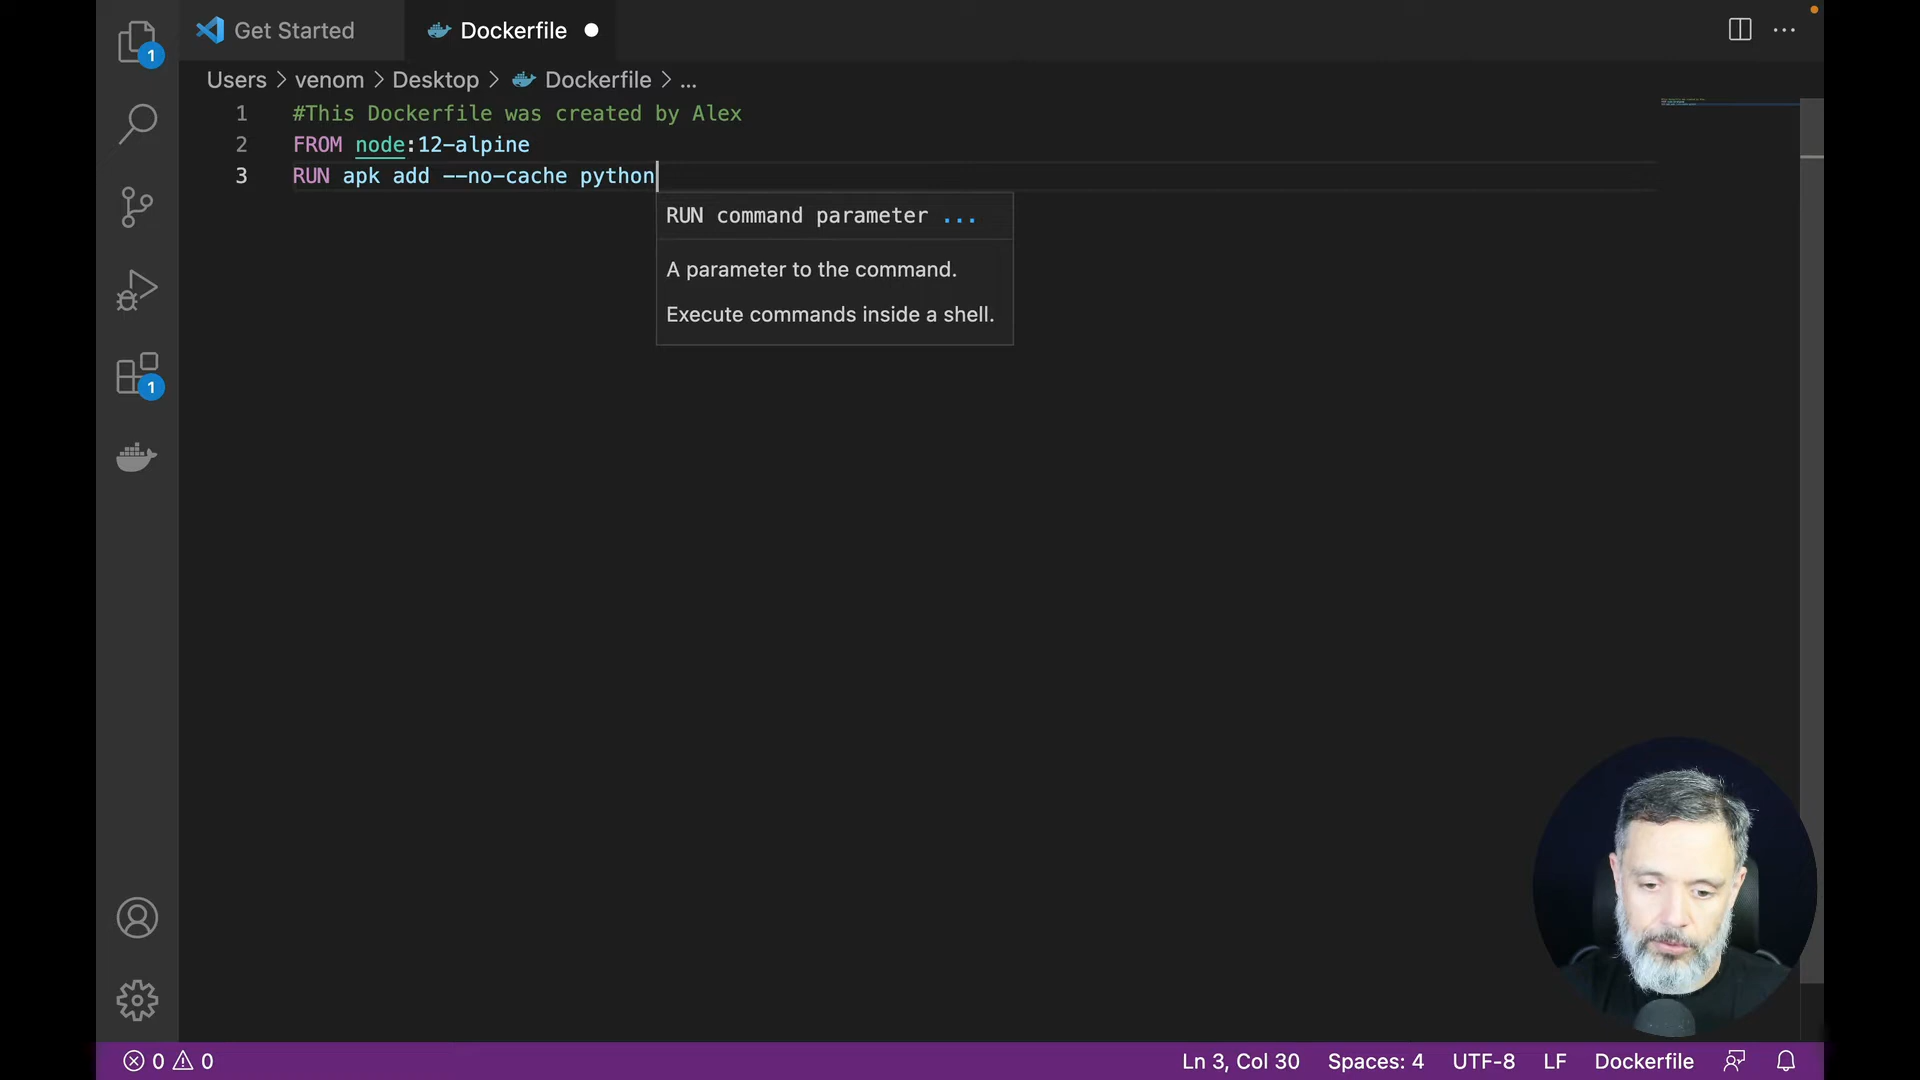 Get Started
Dockerfile
Users > venom > Desktop > Dockerfile > ...
1 #This Dockerfile was created by Alex
2 FROM node:12-alpine
3 RUN apk add --no-cache python
RUN command parameter ...
A parameter to the command.
Execute commands inside a shell.
1
1
0 0
Ln 3, Col 30 Spaces: 4 UTF-8 LF Dockerfile